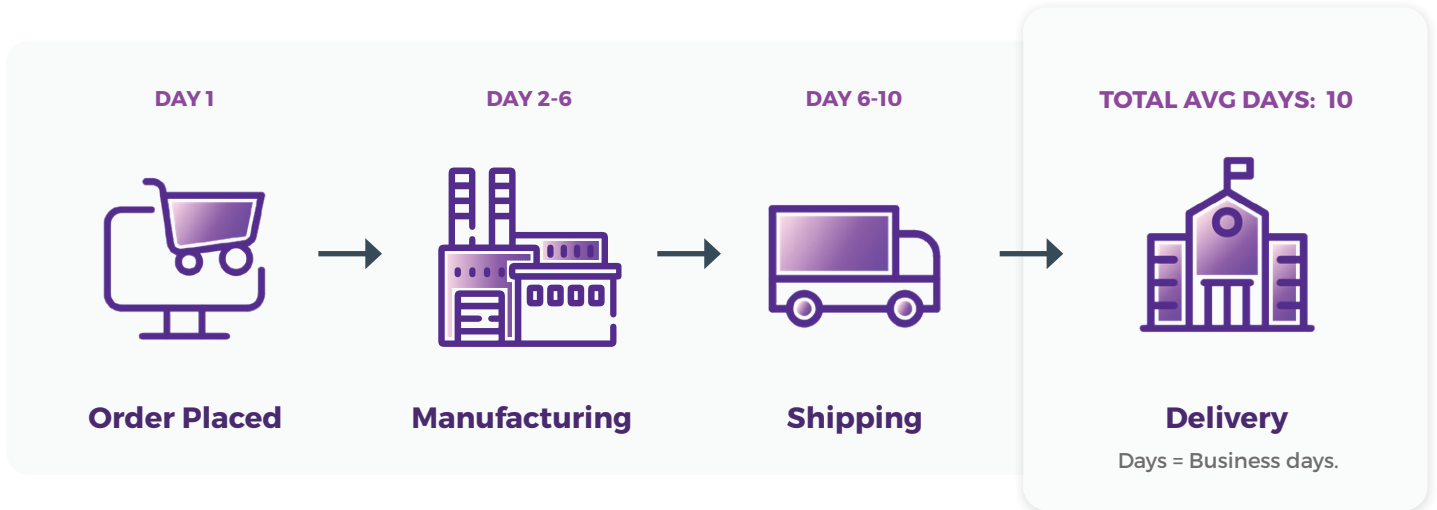 DAY 1
DAY 2-6
DAY 6-10
TOTAL AVG DAYS: 10
Order Placed
Manufacturing
Shipping
Delivery
Days = Business days.